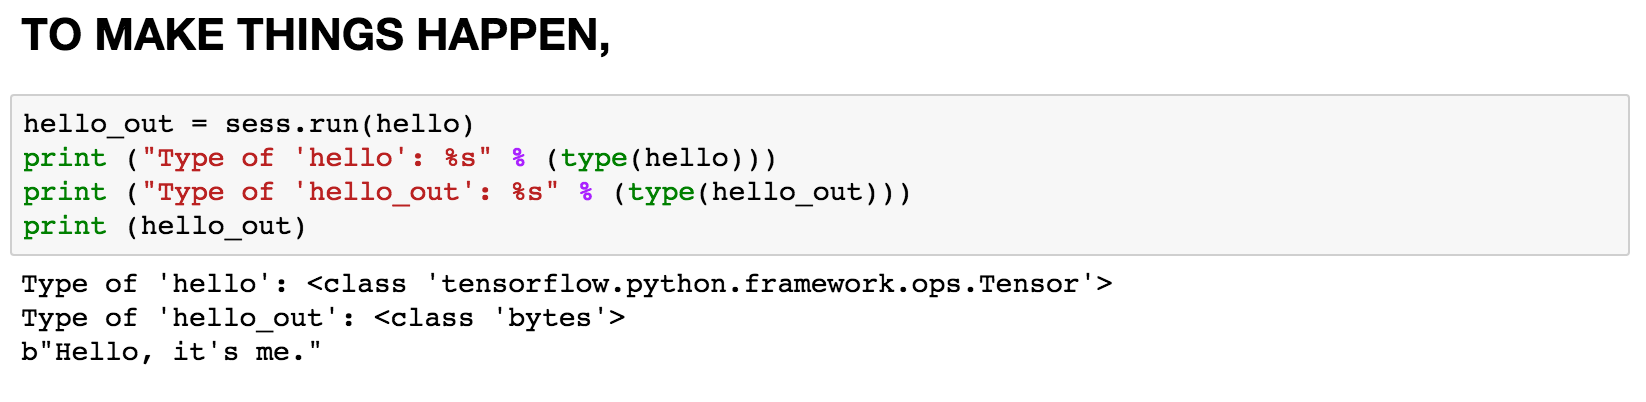 TO MAKE THINGS HAPPEN,
hello_out = sess.run(hello)
print ("Type of 'hello': %s" % (type(hello)))
print ("Type of 'hello_out': %s" % (type(hello_out)))
print (hello_out)
Type of 'hello': <class 'tensorflow.python.framework.ops.Tensor'>
Type of 'hello_out': <class 'bytes'>
b"Hello, it's me."